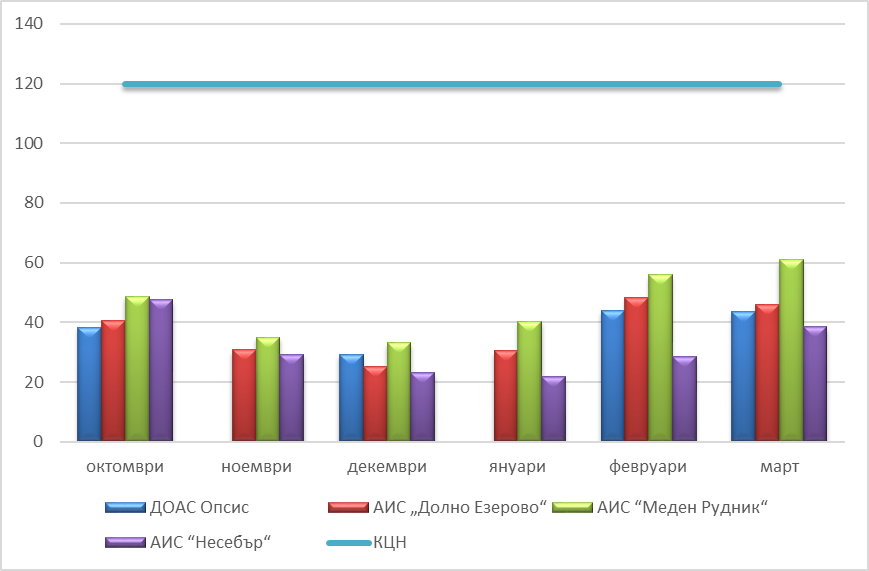 140
120
100
80
60
40
20
0
октомври ноември декември януари февруари март
ДОАС Опсис АИС „Долно Езерово“ АИС “Меден Рудник“
АИС “Несебър“ КЦН